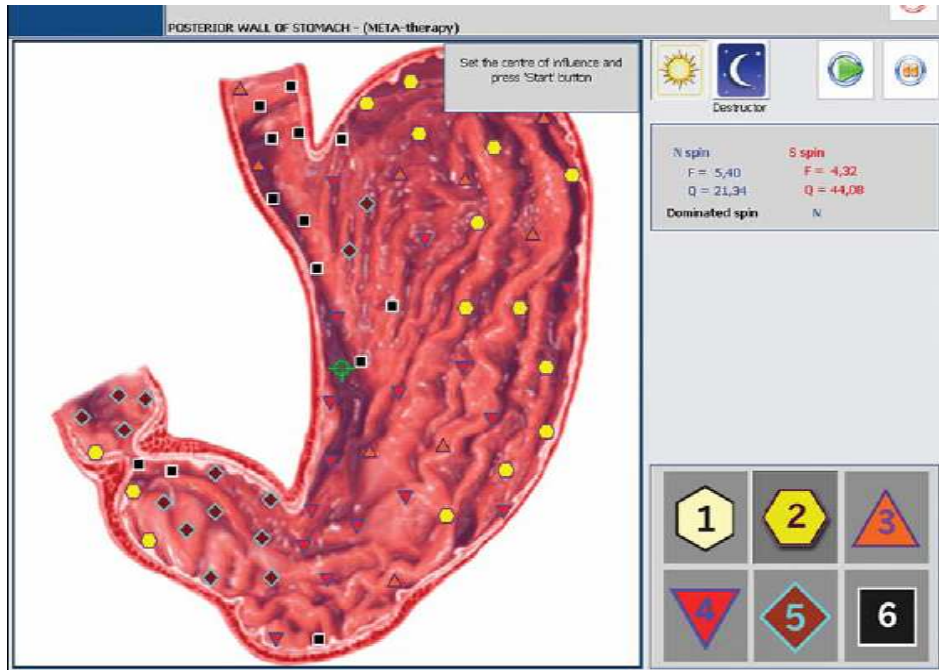 POSTERIOR WALL OF STOMACH - (META-therapy)
Set the centre of influence and
press 'Start' button
Destructor
N spin
S spin
F = 5,40
F = 4,32
Q = 21,34
Q = 44,08
Dominated spin N
1
2
3
4
5
6